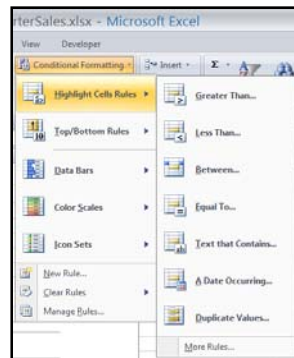 rterSales.xlsx - Microsoft Excel
View Developer
Conditional Formatting Insert Σ
Highlight Cells Rules
Top/Bottom Rules
Data Bars
Color Scales
Icon Sets
New Rule...
Clear Rules
Manage Rules...
Greater Than...
Less Than...
Between...
Equal To...
Text that Contains...
A Date Occurring...
Duplicate Values...
More Rules...